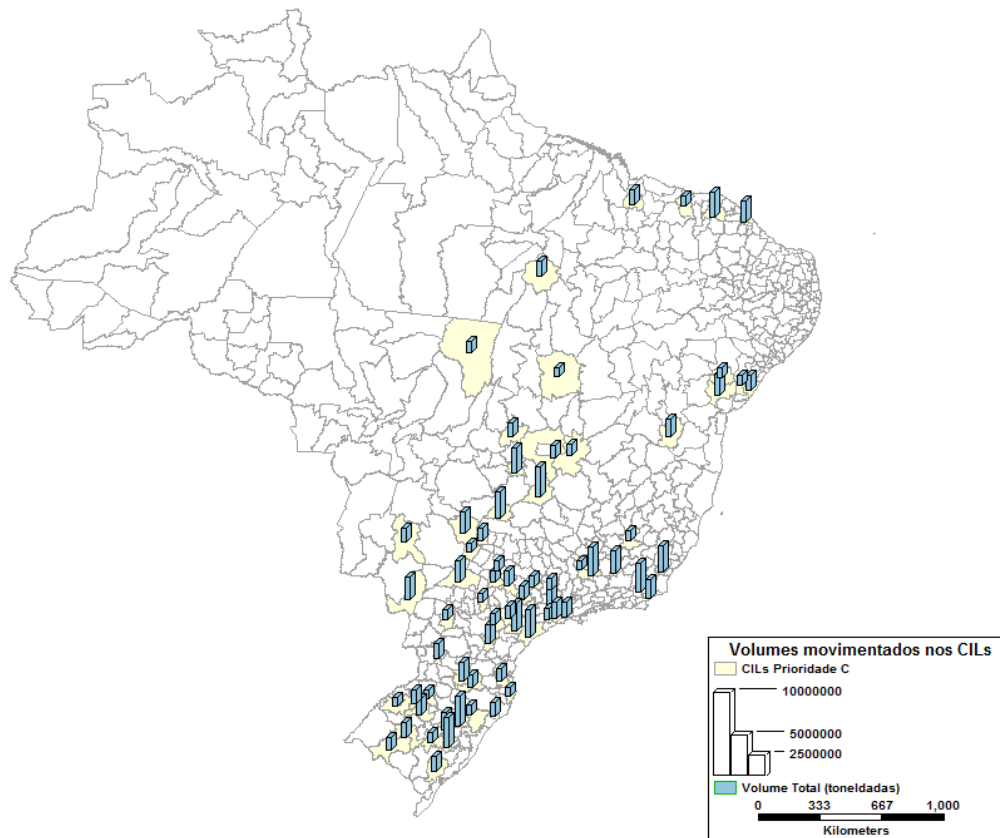 Volumes movimentados nos CILs
CILs Prioridade C
10000000
5000000
2500000
Volume Total (toneldadas)
0 333 667 1,000
Kilometers